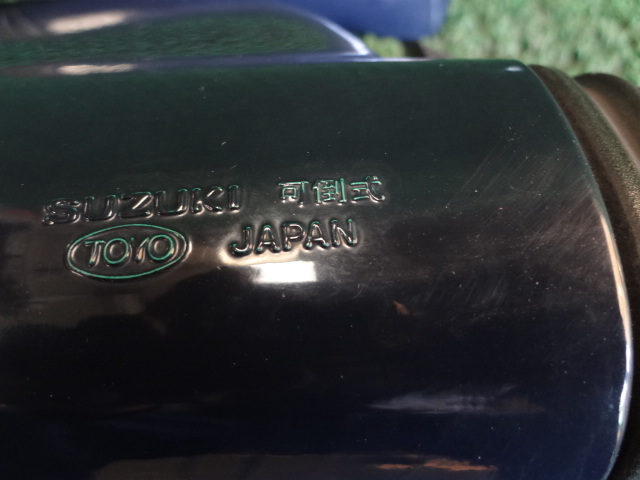 SUZUKI 可倒式
TOYO JAPAN